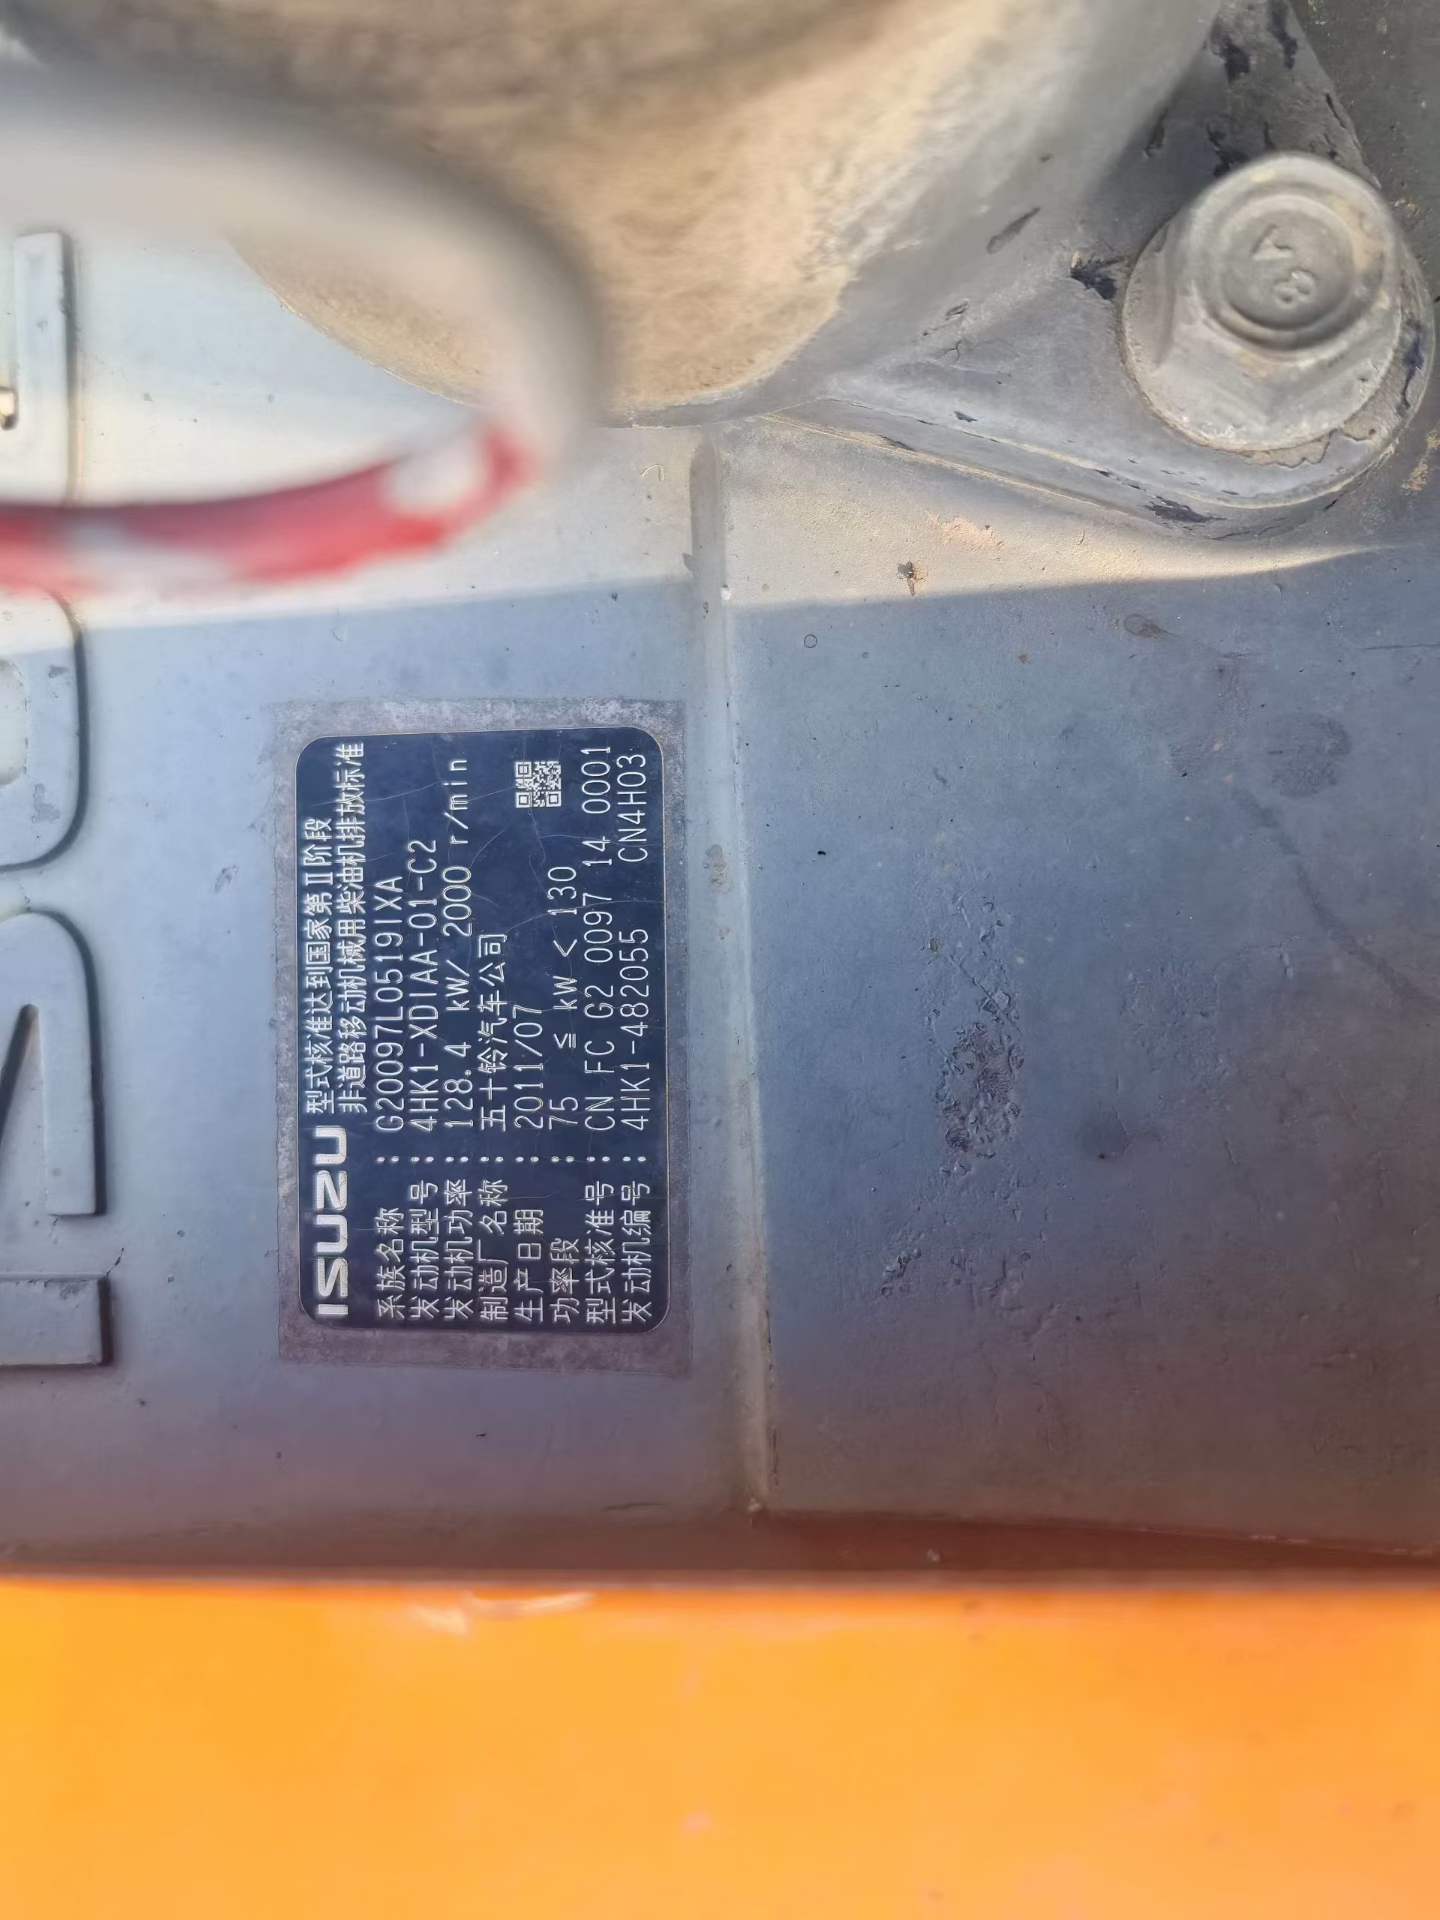 ISUZU
型式核准达到国家第Ⅱ阶段
非道路移动机械用柴油机排放标准
系族名称：G20097L0519IXA
发动机型号：4HK1-XDIAA-01-C2
发动机功率：128.4 kW/ 2000 r/min
制造厂名称：五十铃汽车公司
生产日期：2011/07
功率段：75 ≦ kW < 130
型式核准号：CN FC G2 0097 14 0001
发动机编号：4HK1-482055 CN4H03
8